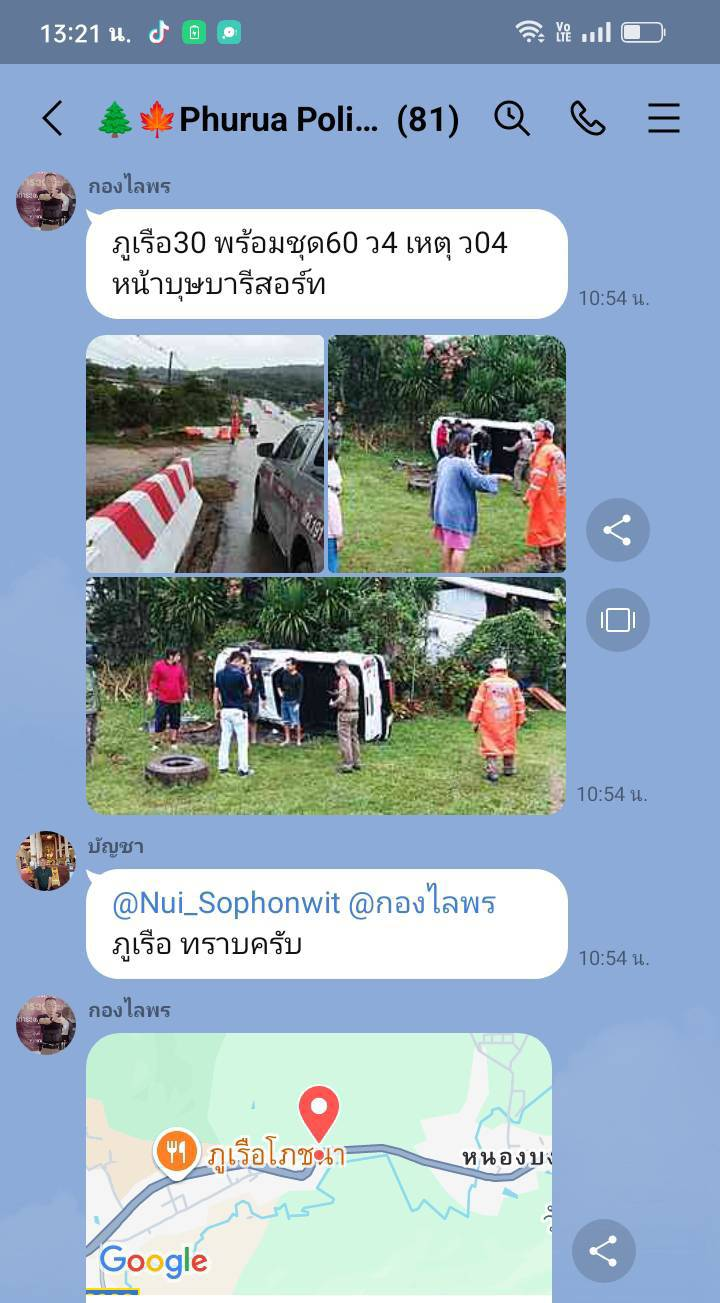 13:21 น.
VO LTE
Phurua Poli... (81)
กองไลพร
ภูเรือ30 พร้อมชุด60 ว4 เหตุ ว04
หน้าบุษบารีสอร์ท
10:54 น.
191
10:54 น.
บัญชา
@Nui_Sophonwit @กองไลพร
ภูเรือ ทราบครับ
10:54 น.
กองไลพร
ภูเรือโภชนา
หนองบง
Google